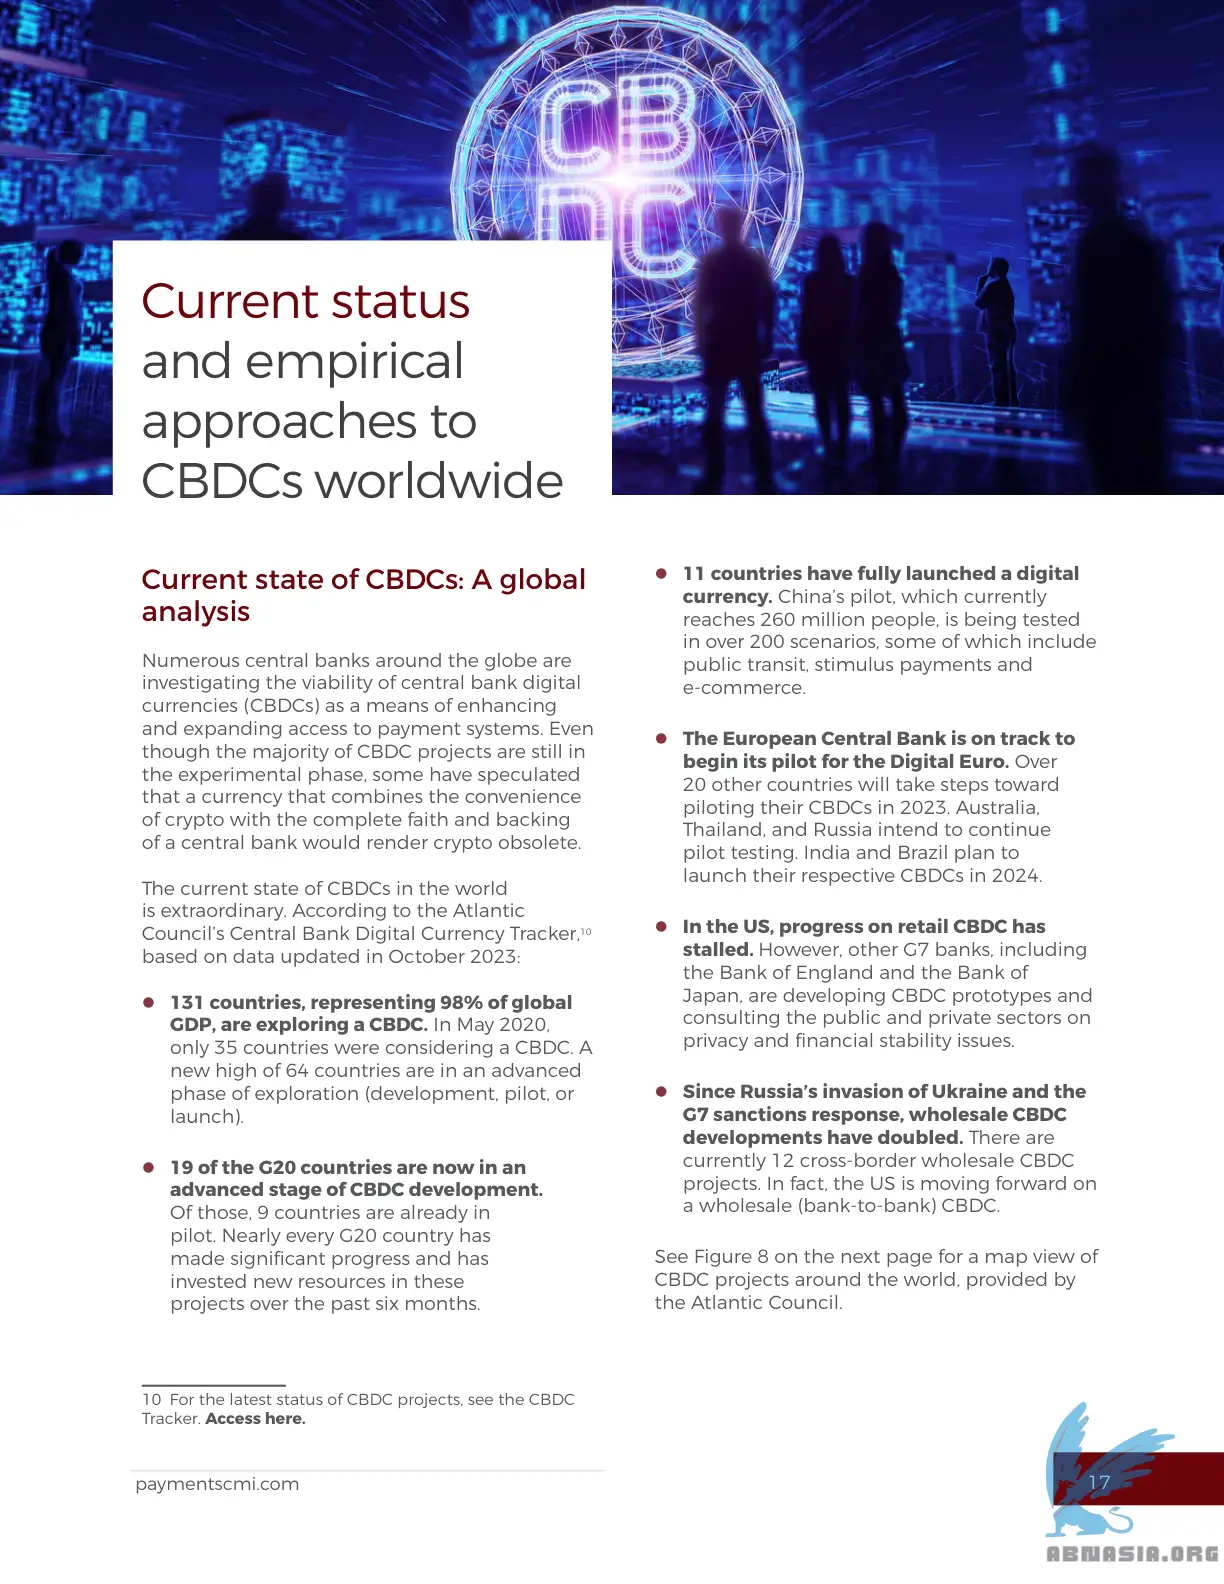 CB
DC
Current status
and empirical
approaches to
CBDCs worldwide
Current state of CBDCs: A global
analysis
Numerous central banks around the globe are
investigating the viability of central bank digital
currencies (CBDCs) as a means of enhancing
and expanding access to payment systems. Even
though the majority of CBDC projects are still in
the experimental phase, some have speculated
that a currency that combines the convenience
of crypto with the complete faith and backing
of a central bank would render crypto obsolete.
The current state of CBDCs in the world
is extraordinary. According to the Atlantic
Council’s Central Bank Digital Currency Tracker,10
based on data updated in October 2023:
● 131 countries, representing 98% of global
GDP, are exploring a CBDC. In May 2020,
only 35 countries were considering a CBDC. A
new high of 64 countries are in an advanced
phase of exploration (development, pilot, or
launch).
● 19 of the G20 countries are now in an
advanced stage of CBDC development.
Of those, 9 countries are already in
pilot. Nearly every G20 country has
made significant progress and has
invested new resources in these
projects over the past six months.
● 11 countries have fully launched a digital
currency. China’s pilot, which currently
reaches 260 million people, is being tested
in over 200 scenarios, some of which include
public transit, stimulus payments and
e-commerce.
● The European Central Bank is on track to
begin its pilot for the Digital Euro. Over
20 other countries will take steps toward
piloting their CBDCs in 2023. Australia,
Thailand, and Russia intend to continue
pilot testing. India and Brazil plan to
launch their respective CBDCs in 2024.
● In the US, progress on retail CBDC has
stalled. However, other G7 banks, including
the Bank of England and the Bank of
Japan, are developing CBDC prototypes and
consulting the public and private sectors on
privacy and financial stability issues.
● Since Russia’s invasion of Ukraine and the
G7 sanctions response, wholesale CBDC
developments have doubled. There are
currently 12 cross-border wholesale CBDC
projects. In fact, the US is moving forward on
a wholesale (bank-to-bank) CBDC.
See Figure 8 on the next page for a map view of
CBDC projects around the world, provided by
the Atlantic Council.
10 For the latest status of CBDC projects, see the CBDC
Tracker. Access here.
paymentscmi.com
17
ABNASIA.ORG